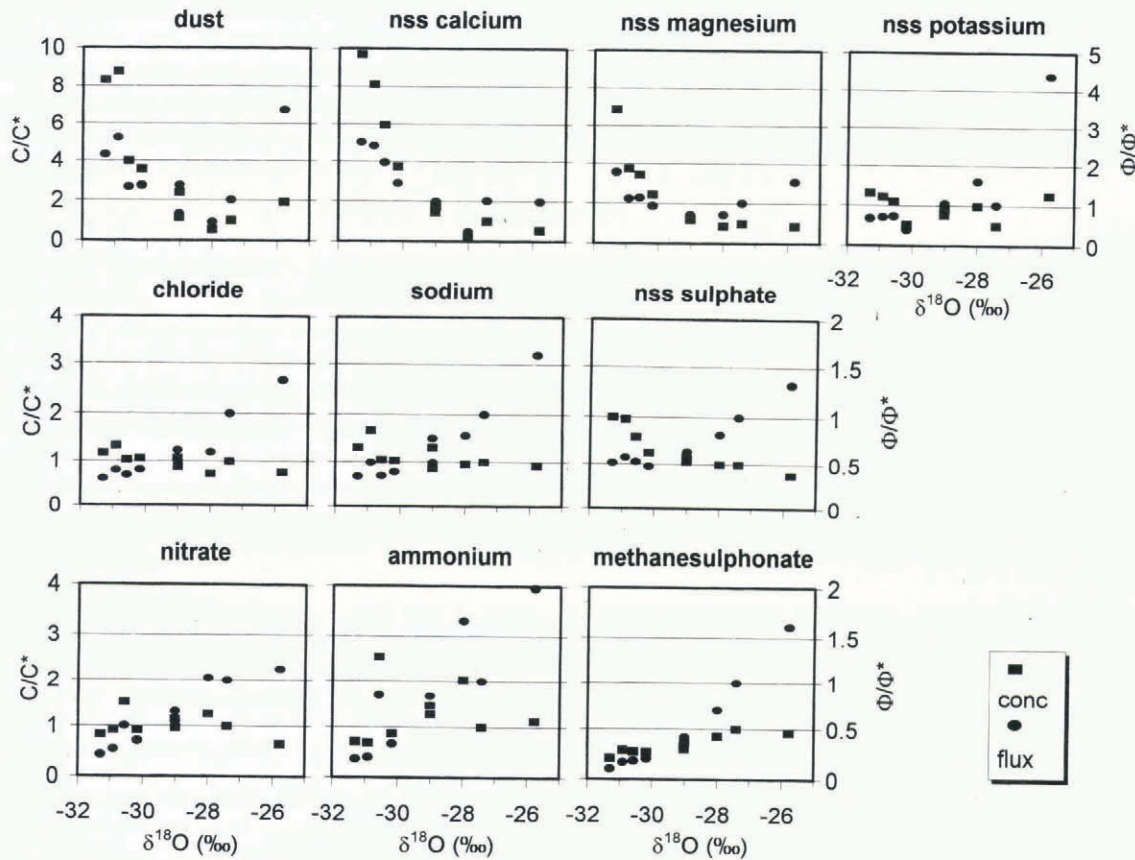 dust
nss calcium
nss magnesium
nss potassium
10
8
6
4
2
0
C/C*
5
4
3
2
1
0
Φ/Φ*
-32 -30 -28 -26
δ¹⁸O (‰)
chloride
sodium
nss sulphate
4
3
2
1
0
C/C*
2
1.5
1
0.5
0
Φ/Φ*
nitrate
ammonium
methanesulphonate
4
3
2
1
0
C/C*
2
1.5
1
0.5
0
Φ/Φ*
-32 -30 -28 -26 -32 -30 -28 -26 -32 -30 -28 -26
δ¹⁸O (‰) δ¹⁸O (‰) δ¹⁸O (‰)
conc
flux